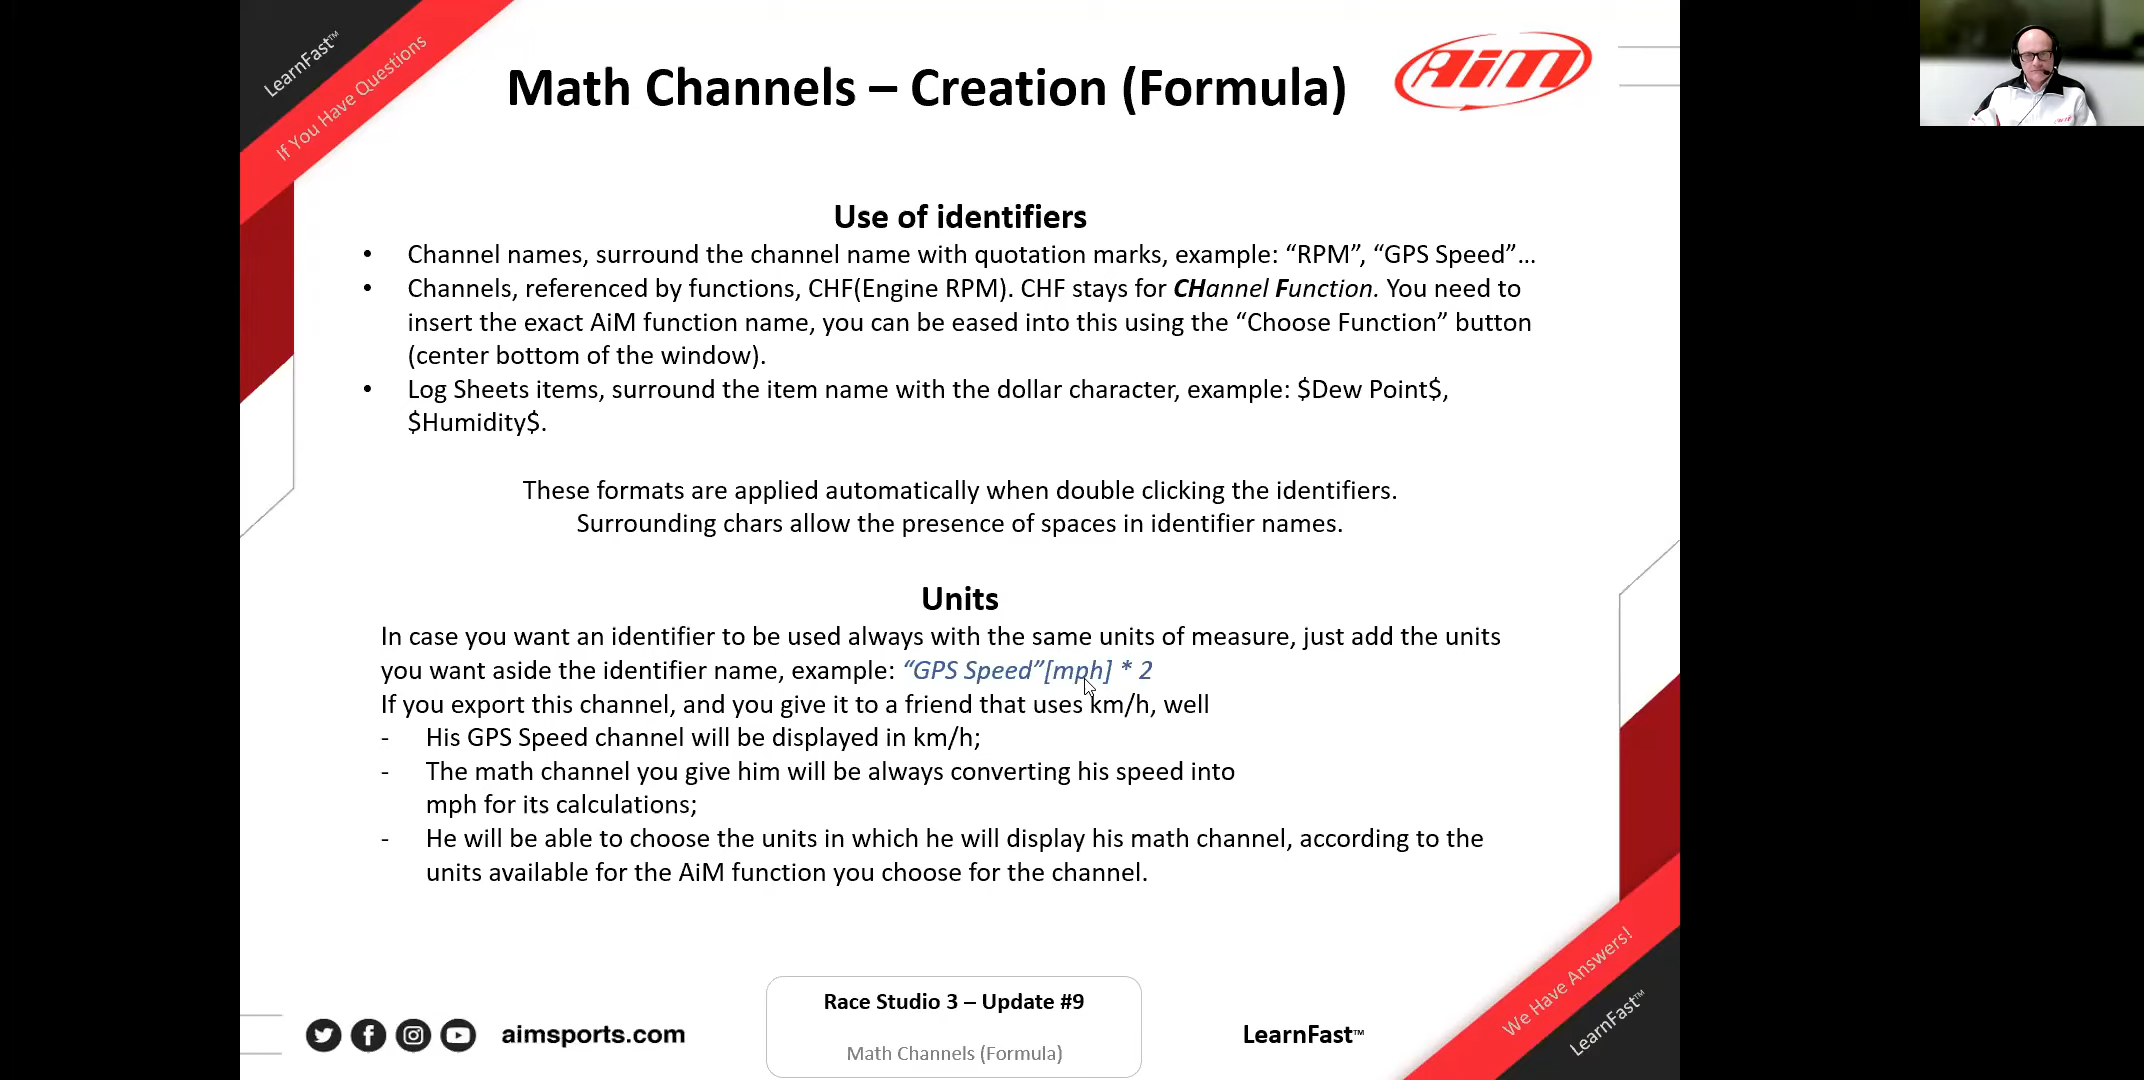 LearnFast™
If You Have Questions
Math Channels – Creation (Formula)
AiM
Use of identifiers
• Channel names, surround the channel name with quotation marks, example: “RPM”, “GPS Speed”…
• Channels, referenced by functions, CHF(Engine RPM). CHF stays for CHannel Function. You need to
insert the exact AiM function name, you can be eased into this using the “Choose Function” button
(center bottom of the window).
• Log Sheets items, surround the item name with the dollar character, example: $Dew Point$,
$Humidity$.
These formats are applied automatically when double clicking the identifiers.
Surrounding chars allow the presence of spaces in identifier names.
Units
In case you want an identifier to be used always with the same units of measure, just add the units
you want aside the identifier name, example: “GPS Speed”[mph] * 2
If you export this channel, and you give it to a friend that uses km/h, well
- His GPS Speed channel will be displayed in km/h;
- The math channel you give him will be always converting his speed into
mph for its calculations;
- He will be able to choose the units in which he will display his math channel, according to the
units available for the AiM function you choose for the channel.
We Have Answers!
LearnFast™
aimsports.com
Race Studio 3 – Update #9
Math Channels (Formula)
LearnFast™